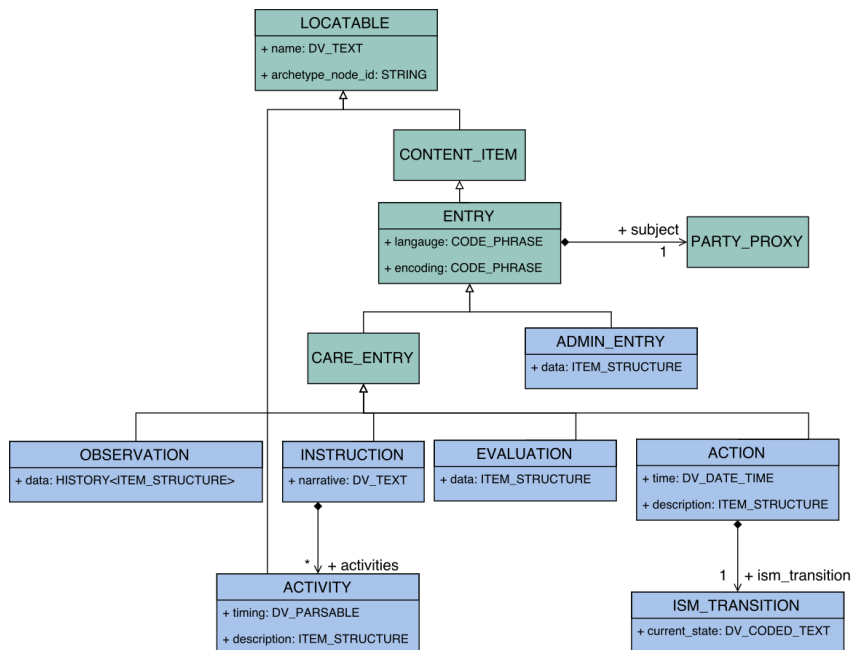 LOCATABLE
+ name: DV_TEXT
+ archetype_node_id: STRING
CONTENT_ITEM
ENTRY
+ langauge: CODE_PHRASE
+ encoding: CODE_PHRASE
+ subject
1
PARTY_PROXY
CARE_ENTRY
ADMIN_ENTRY
+ data: ITEM_STRUCTURE
OBSERVATION
+ data: HISTORY<ITEM_STRUCTURE>
INSTRUCTION
+ narrative: DV_TEXT
EVALUATION
+ data: ITEM_STRUCTURE
ACTION
+ time: DV_DATE_TIME
+ description: ITEM_STRUCTURE
* + activities
1 + ism_transition
ACTIVITY
+ timing: DV_PARSABLE
+ description: ITEM_STRUCTURE
ISM_TRANSITION
+ current_state: DV_CODED_TEXT